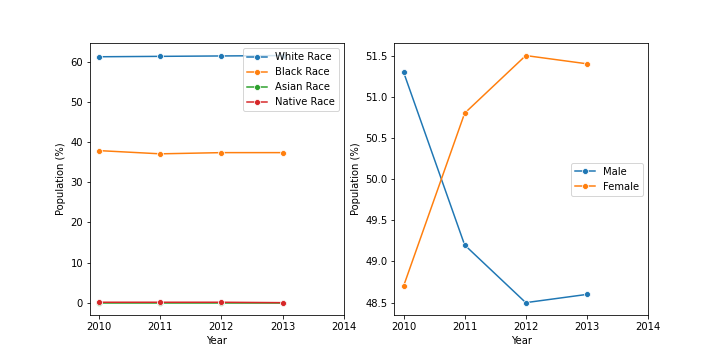 60
50
40
30
20
10
0
Population (%)
2010 2011 2012 2013 2014
Year
White Race
Black Race
Asian Race
Native Race
51.5
51.0
50.5
50.0
49.5
49.0
48.5
Population (%)
2010 2011 2012 2013 2014
Year
Male
Female